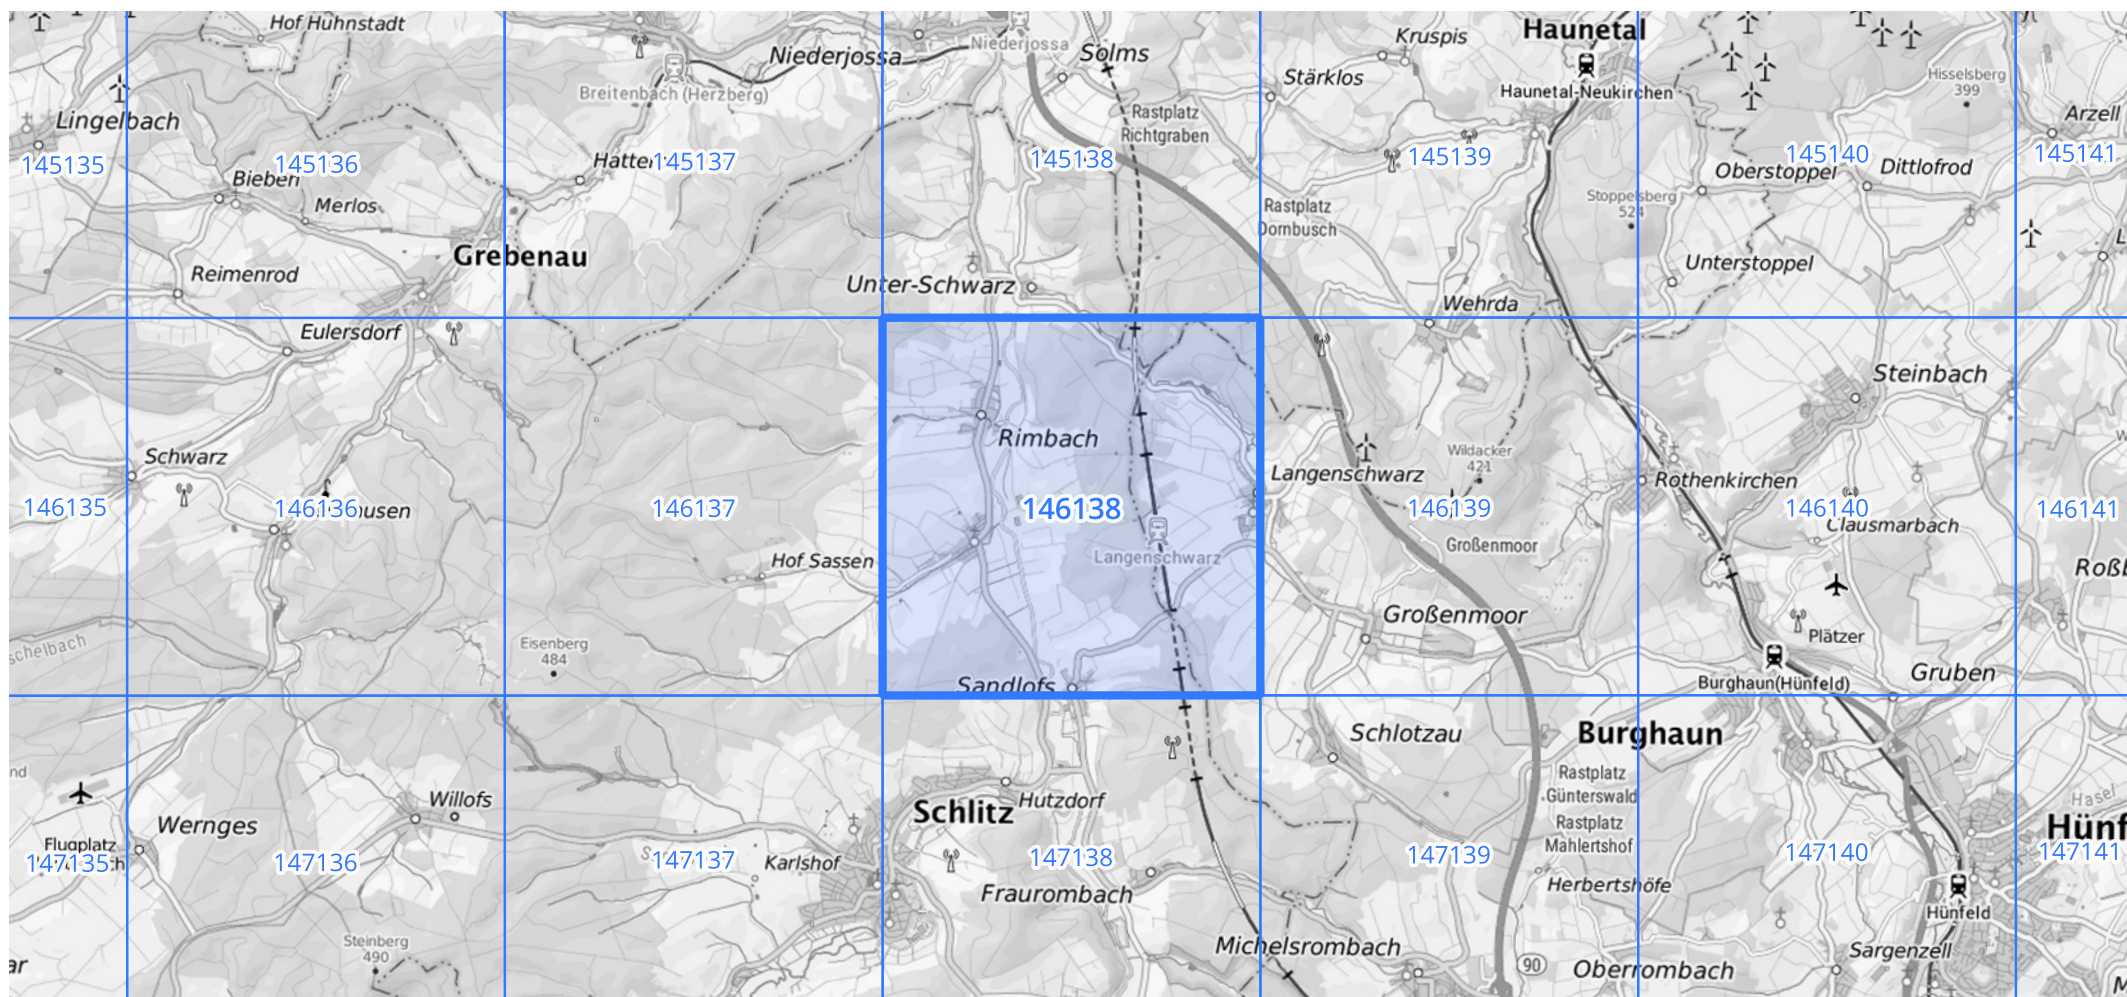 Hof Huhnstadt
Niederjossa
Niederjossa
Solms
Kruspis
Haunetal
Stärklos
Haunetal-Neukirchen
Hisselsberg
399
Breitenbach (Herzberg)
Rastplatz
Richtgraben
Arzell
Lingelbach
145135
145136
145137
145138
145139
145140
145141
Bieben
Oberstoppel
Dittlofrod
Merlos
Rastplatz
Dornbusch
Stoppelsberg
524
Grebenau
Reimenrod
Unter-Schwarz
Unterstoppel
Wehrda
Eulersdorf
Steinbach
Rimbach
Schwarz
Langenschwarz
Wildacker
421
Rothenkirchen
146135
146136
146137
146138
146139
146140
146141
Clausmarbach
Großenmoor
Langenschwarz
Hof Sassen
Großenmoor
Plätzer
Eisenberg
484
Sandlofs
Burghaun(Hünfeld)
Gruben
Schlotzau
Burghaun
Rastplatz
Günterswald
Rastplatz
Mahlertshof
Willofs
Schlitz
Hutzdorf
Wernges
Flugplatz
Hasel
147135
147136
147137
147138
147139
147140
147141
Karlshof
Fraurombach
Herbertshöfe
Hünfeld
Steinberg
490
Michelsrombach
Sargenzell
90
Oberrombach